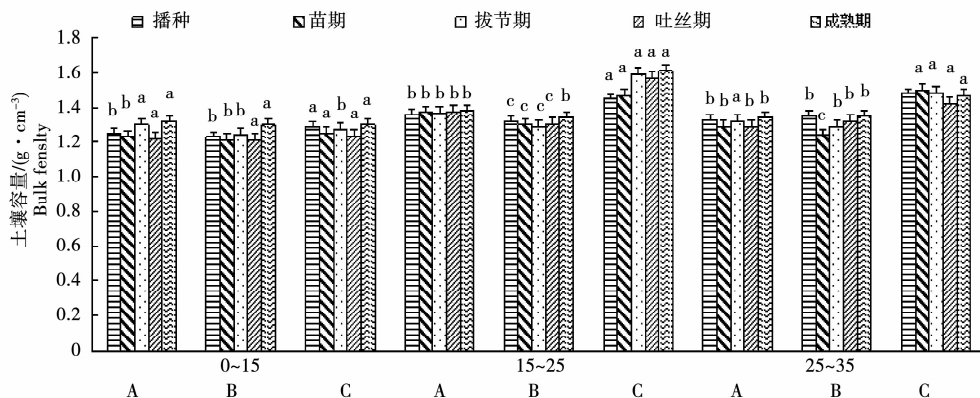 播种 苗期 拔节期 吐丝期 成熟期
土壤容量/(g·cm⁻³)
Bulk fenslty
1.8
1.6
1.4
1.2
1.0
1.8
0.6
0.4
0.2
0
b b a a a
b b b a a
a a b a a
b b b b b
c c c c b
a a a a a
b b a b b
b c b b b
a a a a a
0~15 15~25 25~35
A B C A B C A B C